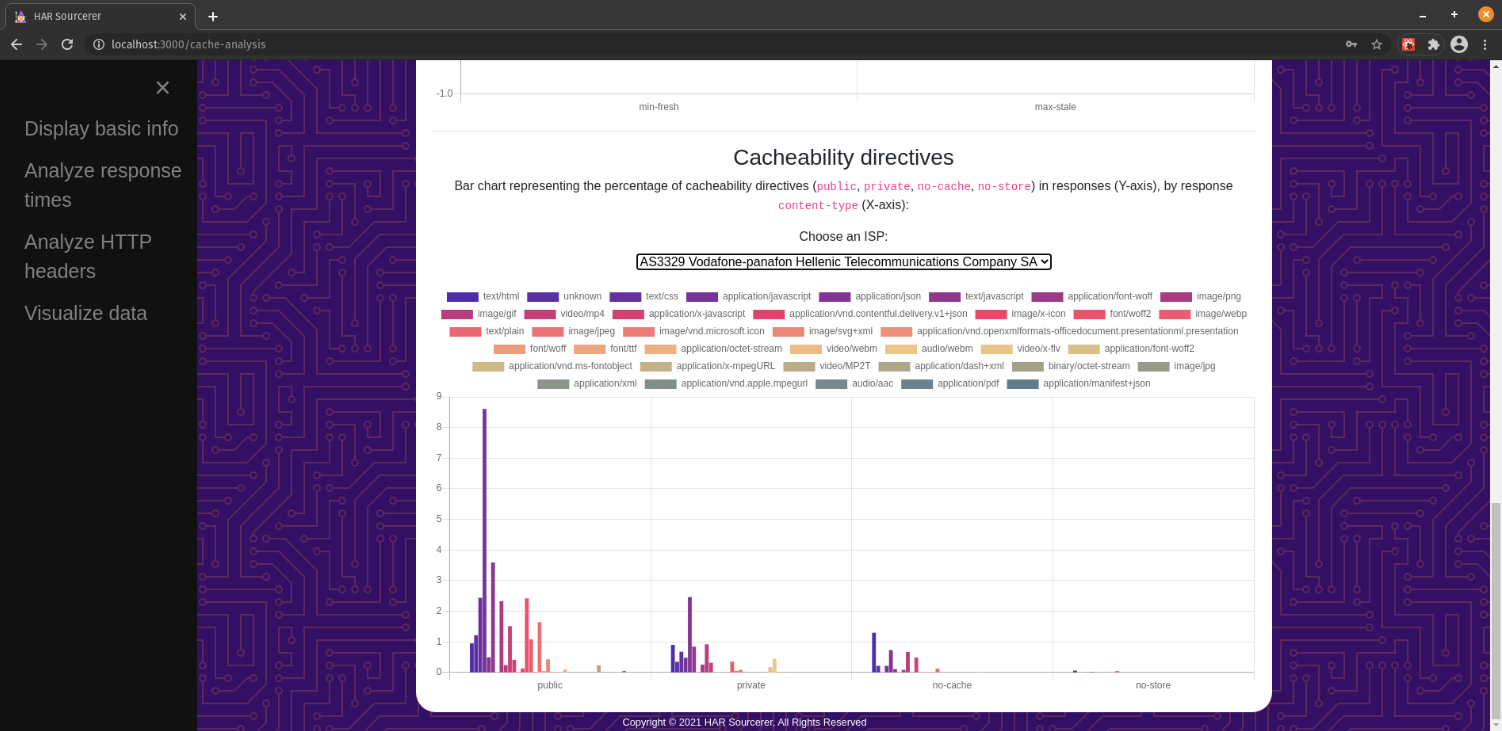 HAR Sourcerer
localhost:3000/cache-analysis
Display basic info
Analyze response
times
Analyze HTTP
headers
Visualize data
-1.0
min-fresh max-stale
Cacheability directives
Bar chart representing the percentage of cacheability directives (public, private, no-cache, no-store) in responses (Y-axis), by response
content-type (X-axis):
Choose an ISP:
AS3329 Vodafone-panafon Hellenic Telecommunications Company SA
text/html unknown text/css application/javascript application/json text/javascript application/font-woff image/png
image/gif video/mp4 application/x-javascript application/vnd.contentful.delivery.v1+json image/x-icon font/woff2 image/webp
text/plain image/jpeg image/vnd.microsoft.icon image/svg+xml application/vnd.openxmlformats-officedocument.presentationml.presentation
font/woff font/ttf application/octet-stream video/webm audio/webm video/x-flv application/font-woff2
application/vnd.ms-fontobject application/x-mpegURL video/MP2T application/dash+xml binary/octet-stream image/jpg
application/xml application/vnd.apple.mpegurl audio/aac application/pdf application/manifest+json
9
8
7
6
5
4
3
2
1
0
public private no-cache no-store
Copyright © 2021 HAR Sourcerer, All Rights Reserved